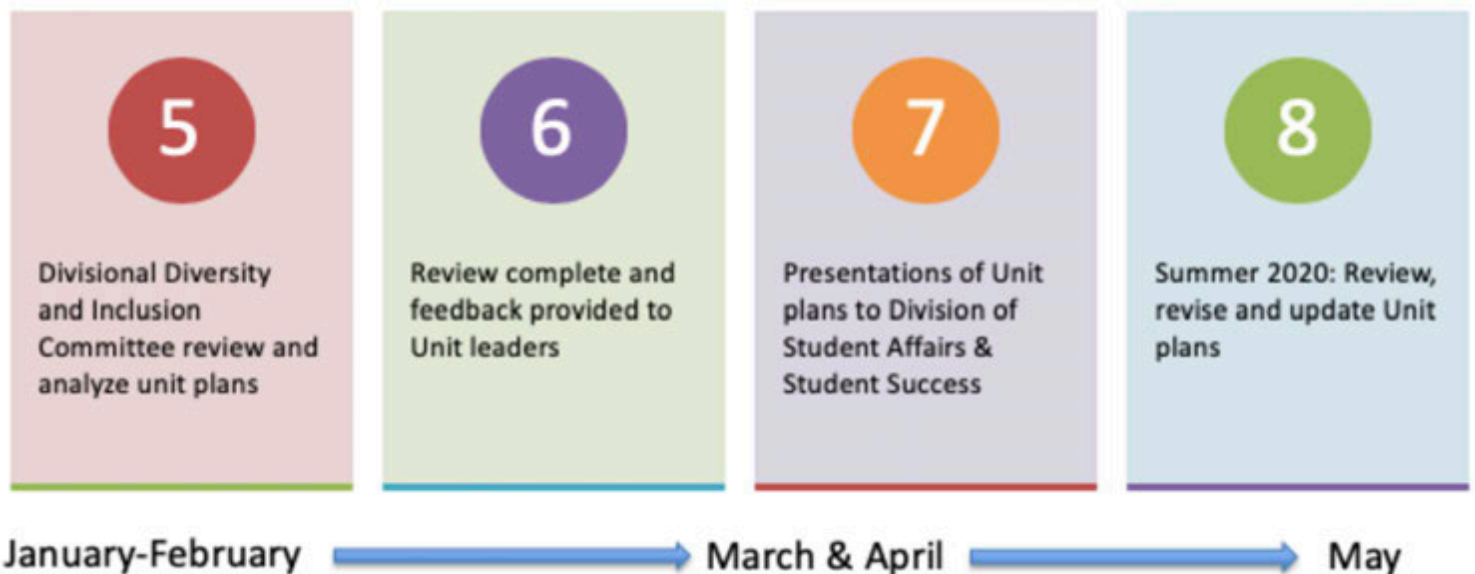 5
Divisional Diversity
and Inclusion
Committee review and
analyze unit plans
6
Review complete and
feedback provided to
Unit leaders
7
Presentations of Unit
plans to Division of
Student Affairs &
Student Success
8
Summer 2020: Review,
revise and update Unit
plans
January-February
March & April
May